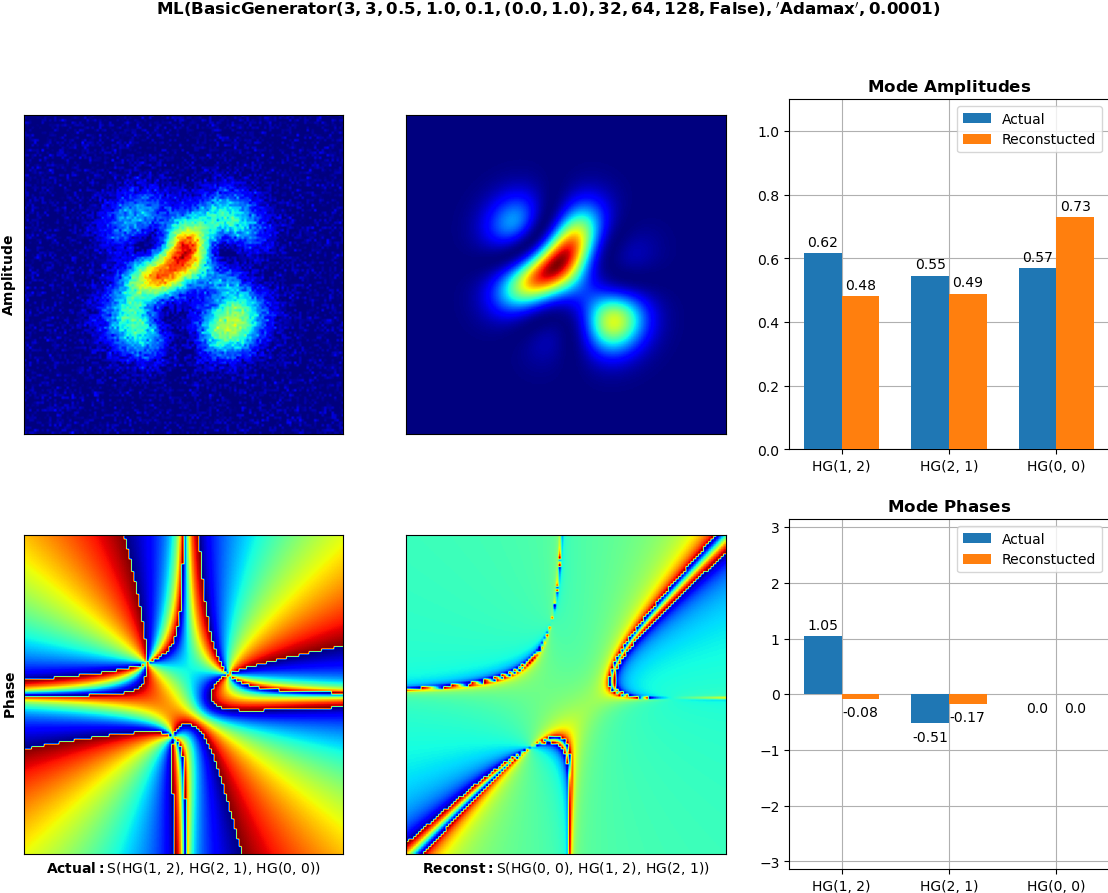 ML(BasicGenerator(3, 3, 0.5, 1.0, 0.1, (0.0, 1.0), 32, 64, 128, False), ′Adamax′, 0.0001)
Amplitude
Mode Amplitudes
Actual
Reconstucted
1.0
0.8
0.6
0.4
0.2
0.0
0.62
0.48
0.55
0.49
0.57
0.73
HG(1, 2)
HG(2, 1)
HG(0, 0)
Phase
Actual: S(HG(1, 2), HG(2, 1), HG(0, 0))
Reconst: S(HG(0, 0), HG(1, 2), HG(2, 1))
Mode Phases
Actual
Reconstucted
3
2
1
0
−1
−2
−3
1.05
-0.08
-0.51
-0.17
0.0
0.0
HG(1, 2)
HG(2, 1)
HG(0, 0)